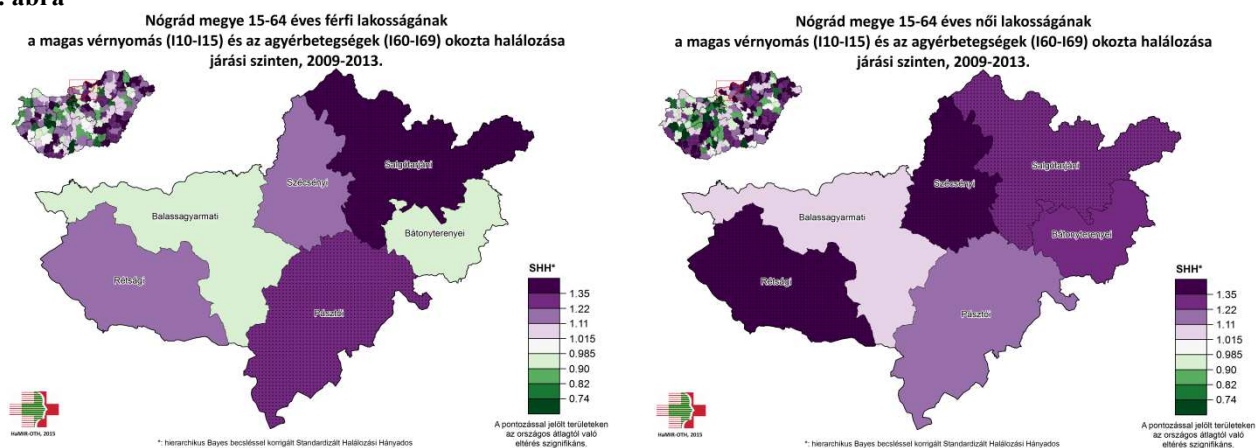 . ábra
Nógrád megye 15-64 éves férfi lakosságának
a magas vérnyomás (I10-I15) és az agyérbetegségek (I60-I69) okozta halálozása
járási szinten, 2009-2013.
Salgótarjáni
Szécsényi
Balassagyarmati
Bátonyterenyei
Rétsági
Pásztói
SHH*
1.35
1.22
1.11
1.015
0.985
0.90
0.82
0.74
HaMIR-OTH, 2015
A pontozással jelölt területeken
az országos átlagtól való
eltérés szignifikáns.
*: hierarchikus Bayes becsléssel korrigált Standardizált Halálozási Hányados
Nógrád megye 15-64 éves női lakosságának
a magas vérnyomás (I10-I15) és az agyérbetegségek (I60-I69) okozta halálozása
járási szinten, 2009-2013.
Salgótarjáni
Szécsényi
Balassagyarmati
Bátonyterenyei
Rétsági
Pásztói
SHH*
1.35
1.22
1.11
1.015
0.985
0.90
0.82
0.74
HaMIR-OTH, 2015
A pontozással jelölt területeken
az országos átlagtól való
eltérés szignifikáns.
*: hierarchikus Bayes becsléssel korrigált Standardizált Halálozási Hányados